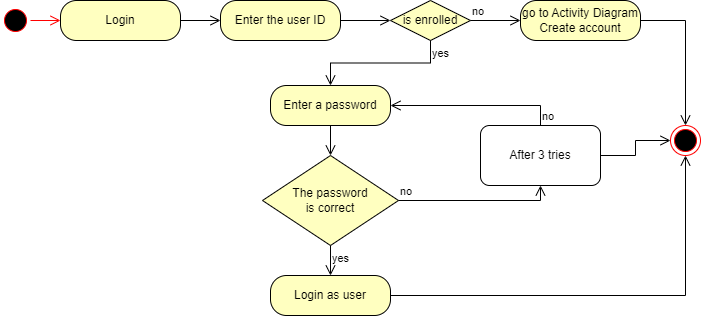 Login
Enter the user ID
is enrolled
no
go to Activity Diagram
Create account
yes
Enter a password
no
After 3 tries
The password
is correct
no
yes
Login as user